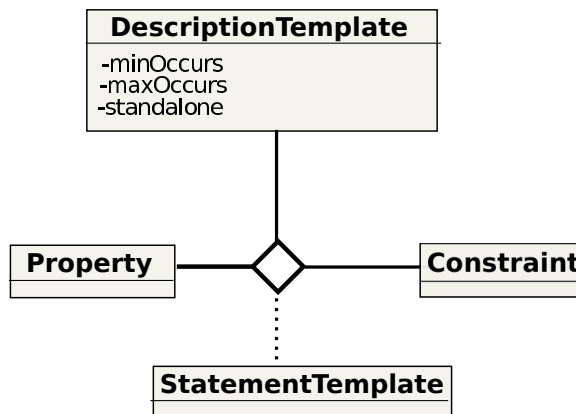 DescriptionTemplate
-minOccurs
-maxOccurs
-standalone
Property
Constraint
StatementTemplate